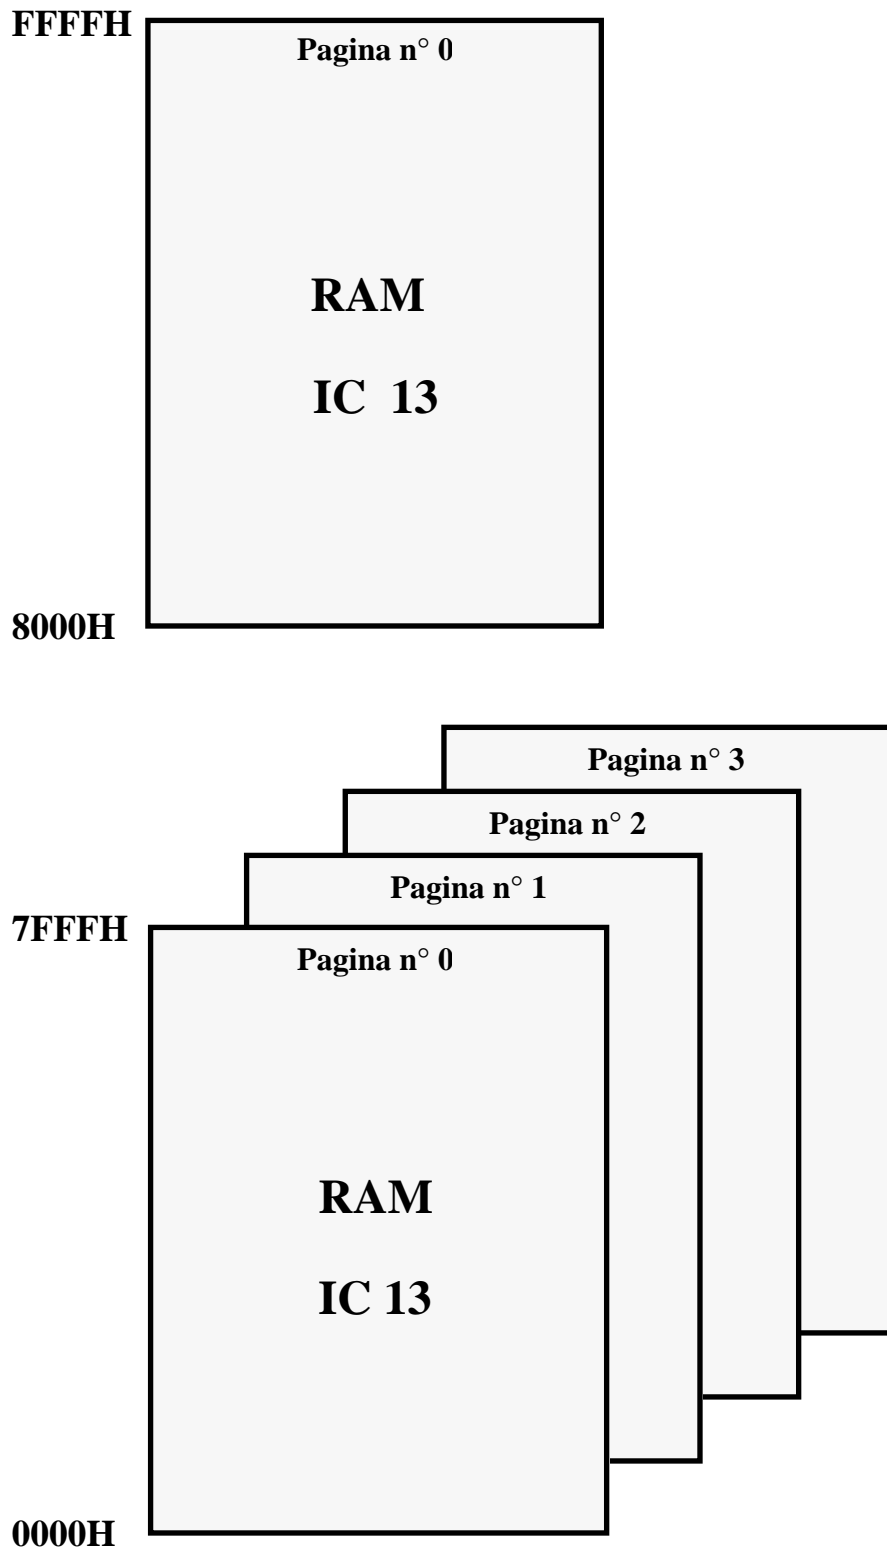 FFFFH
Pagina n° 0
RAM
IC 13
8000H
Pagina n° 3
Pagina n° 2
Pagina n° 1
7FFFH
Pagina n° 0
RAM
IC 13
0000H